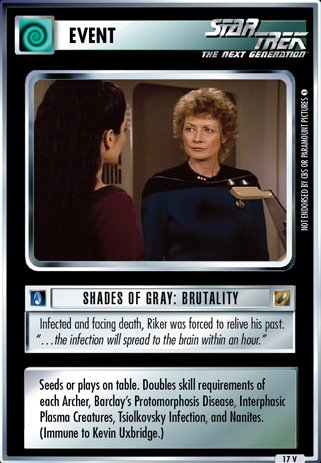 EVENT
STAR TREK
THE NEXT GENERATION
NOT ENDORSED BY CBS OR PARAMOUNT PICTURES
SHADES OF GRAY: BRUTALITY
Infected and facing death, Riker was forced to relive his past.
“…the infection will spread to the brain within an hour.”
Seeds or plays on table. Doubles skill requirements of
each Archer, Barclay's Protomorphosis Disease, Interphasic
Plasma Creatures, Tsiolkovsky Infection, and Nanites.
(Immune to Kevin Uxbridge.)
17 V